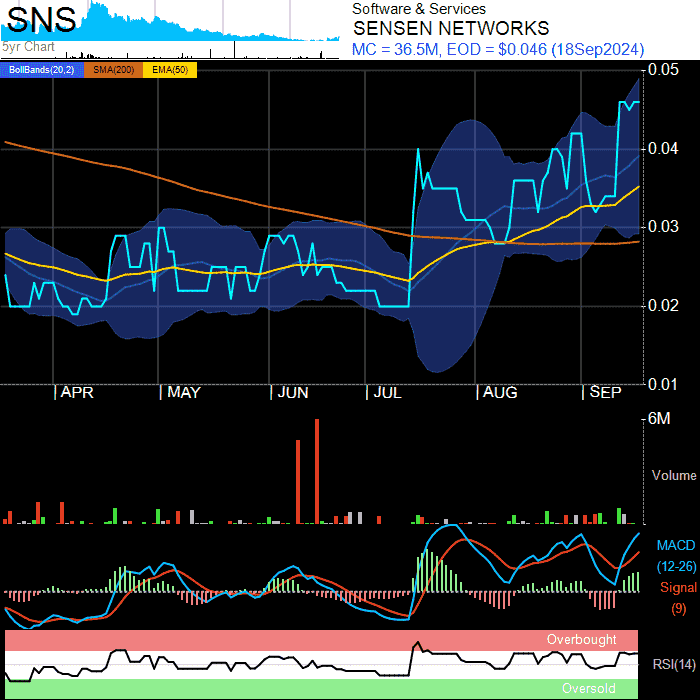 SNS
5yr Chart
Software & Services
SENSEN NETWORKS
MC = 36.5M, EOD = $0.046 (18Sep2024)
BollBands(20,2) SMA(200) EMA(50)
0.05
0.04
0.03
0.02
0.01
APR MAY JUN JUL AUG SEP
6M
Volume
MACD
(12-26)
Signal
(9)
Overbought
RSI(14)
Oversold